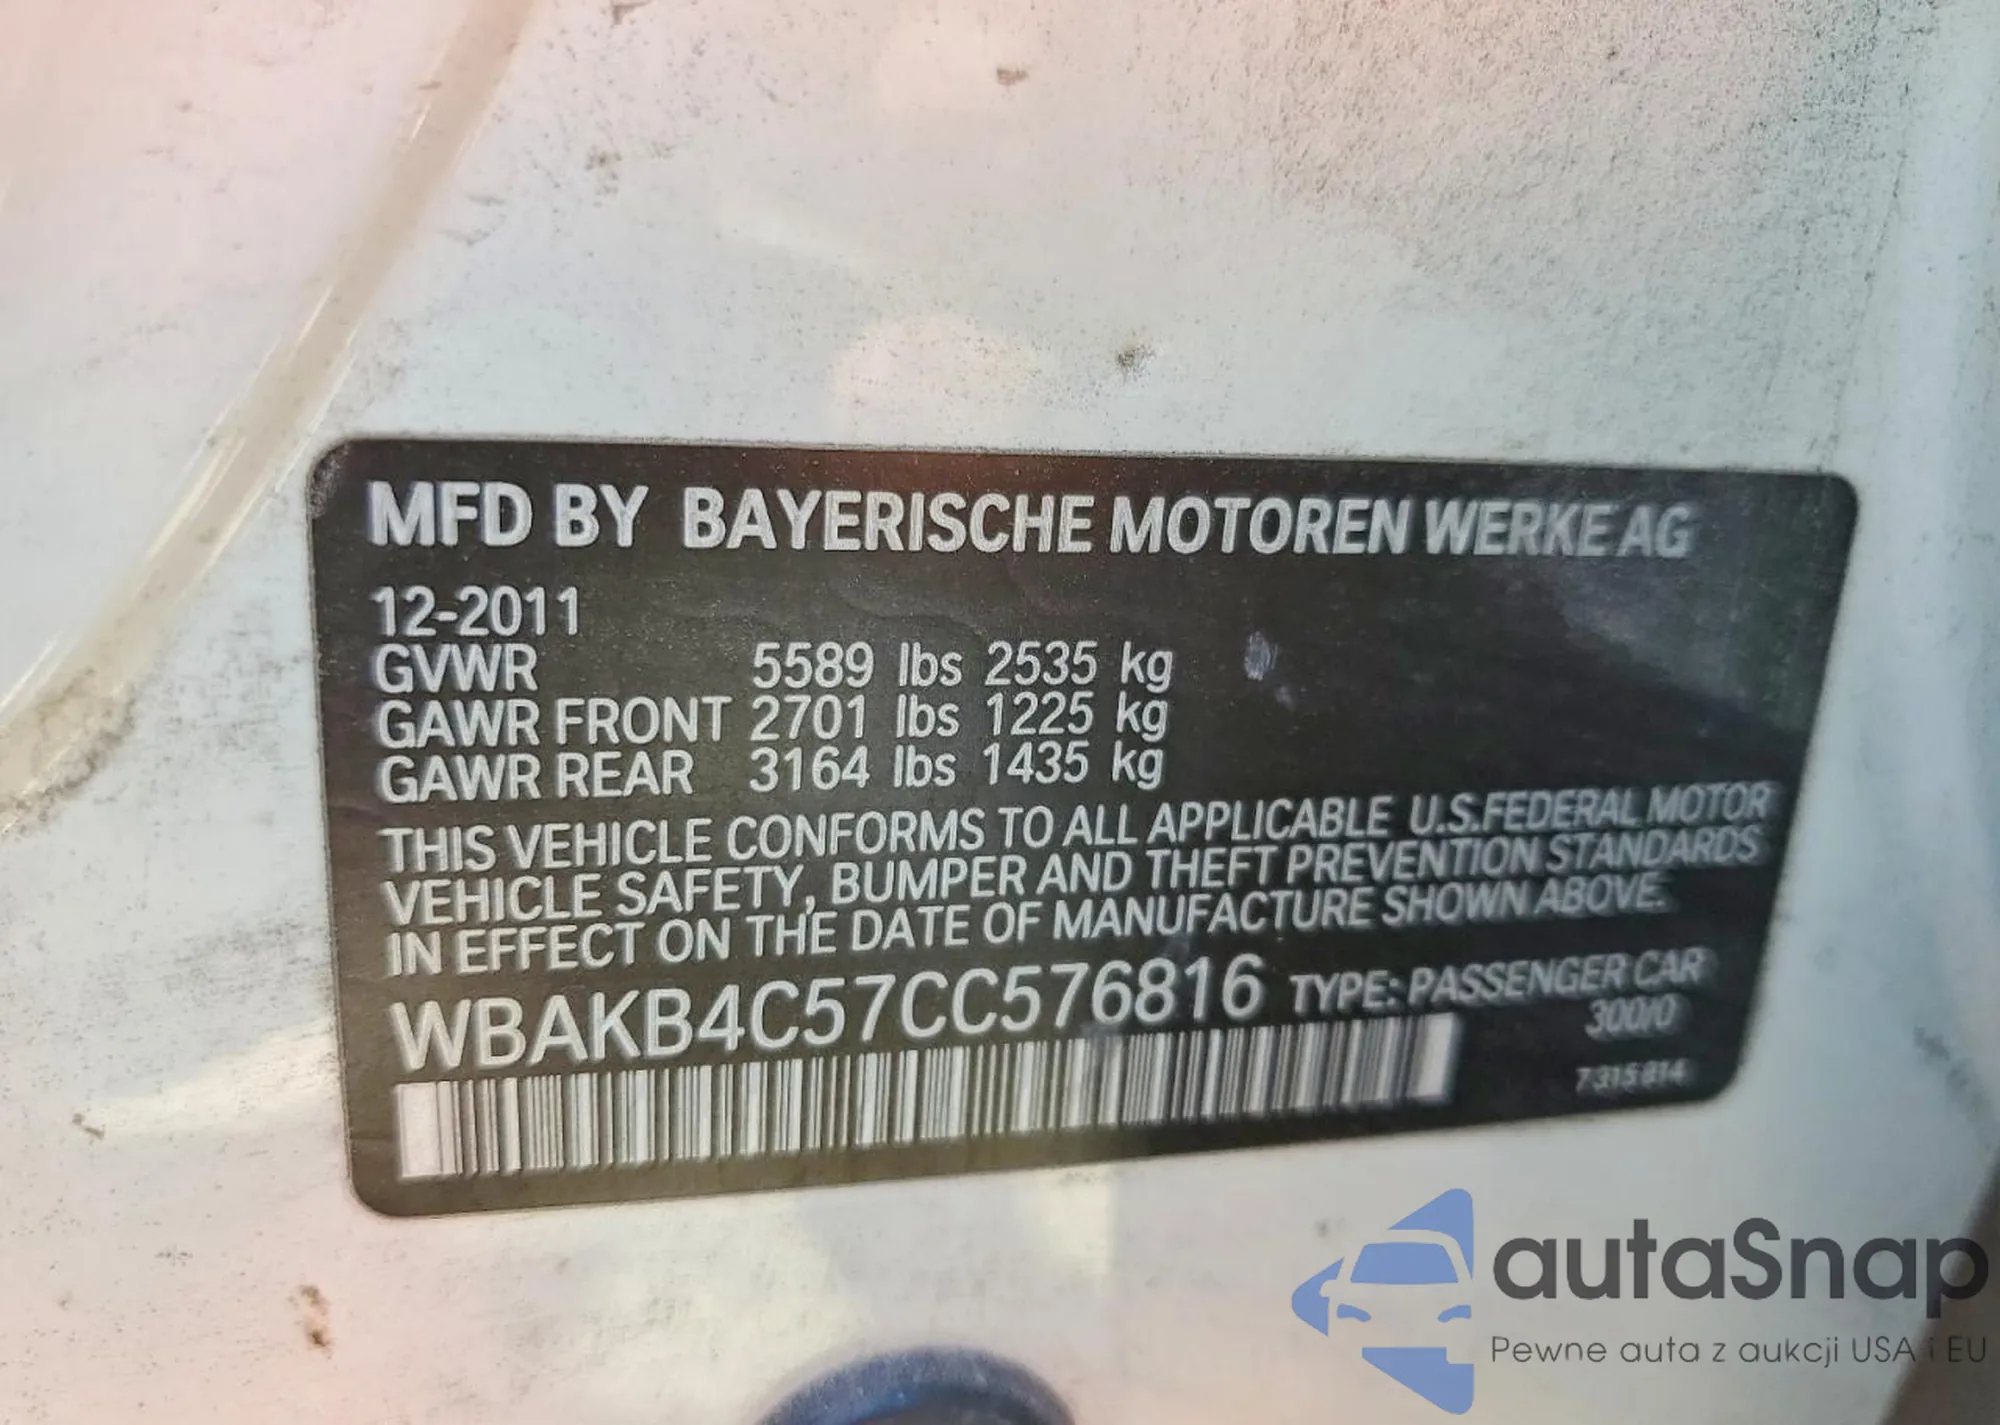 MFD BY BAYERISCHE MOTOREN WERKE AG
12-2011
GVWR 5589 lbs 2535 kg
GAWR FRONT 2701 lbs 1225 kg
GAWR REAR 3164 lbs 1435 kg
THIS VEHICLE CONFORMS TO ALL APPLICABLE U.S.FEDERAL MOTOR
VEHICLE SAFETY, BUMPER AND THEFT PREVENTION STANDARDS
IN EFFECT ON THE DATE OF MANUFACTURE SHOWN ABOVE.
WBAKB4C57CC576816 TYPE: PASSENGER CAR
300/0
7315814
autaSnap
Pewne auta z aukcji USA i EU